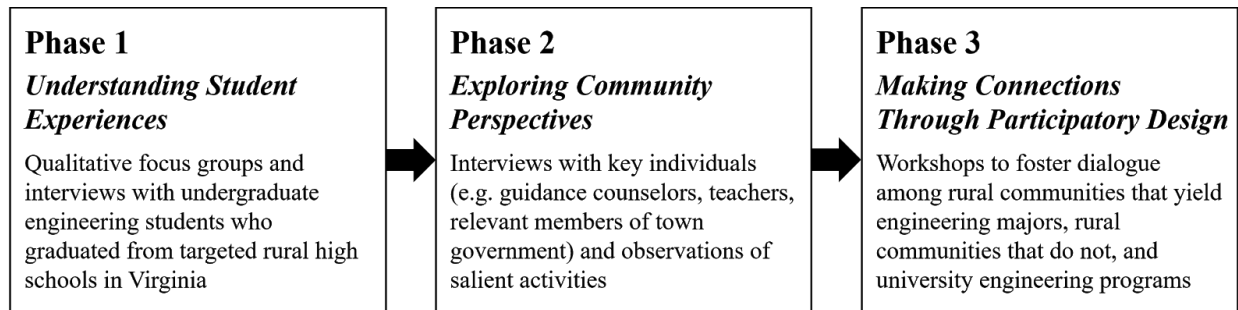 Phase 1
Understanding Student
Experiences
Qualitative focus groups and
interviews with undergraduate
engineering students who
graduated from targeted rural high
schools in Virginia
Phase 2
Exploring Community
Perspectives
Interviews with key individuals
(e.g. guidance counselors, teachers,
relevant members of town
government) and observations of
salient activities
Phase 3
Making Connections
Through Participatory Design
Workshops to foster dialogue
among rural communities that yield
engineering majors, rural
communities that do not, and
university engineering programs